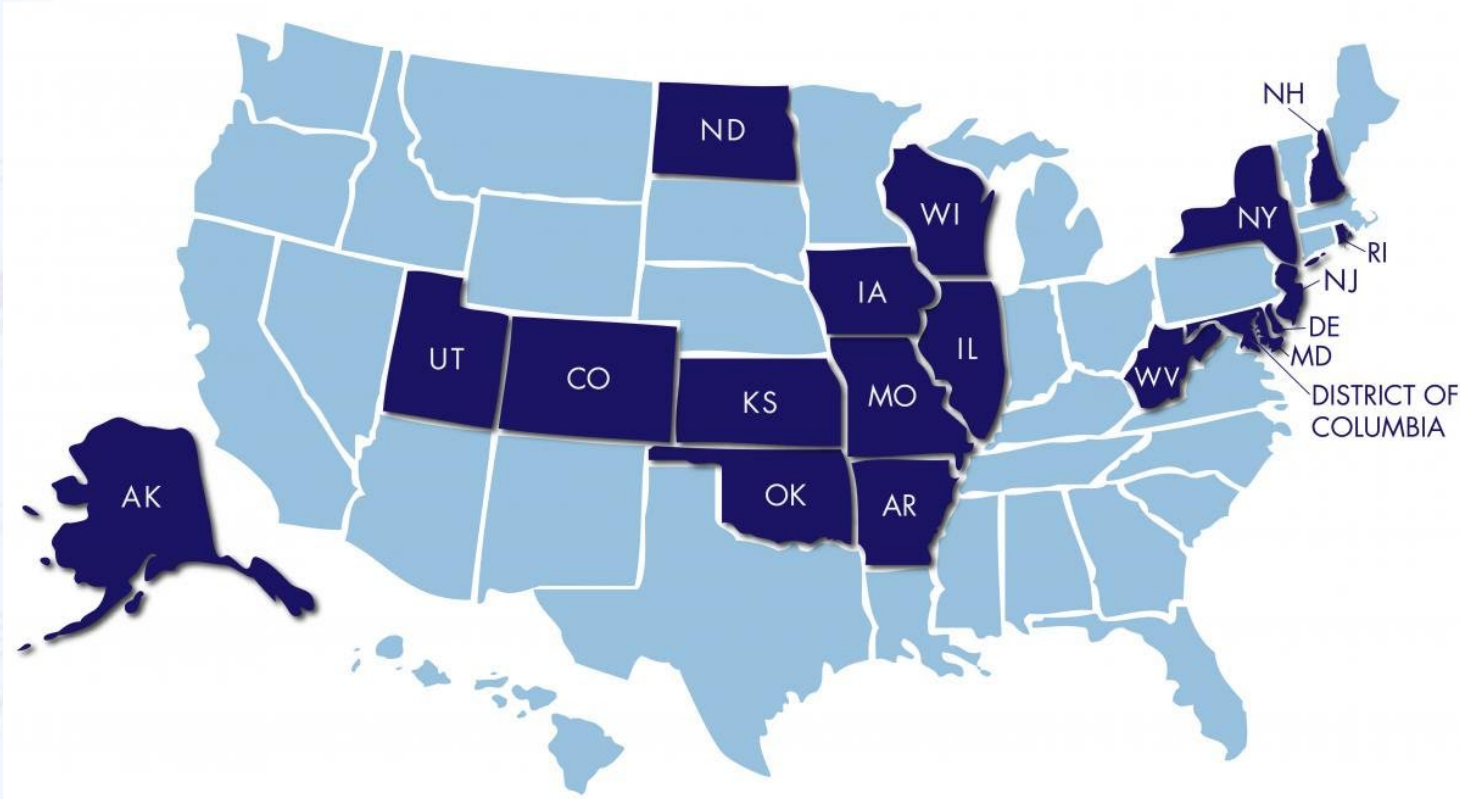 NH
ND
WI
NY
RI
NJ
IA
DE
UT
CO
IL
MD
KS
MO
WV
DISTRICT OF
COLUMBIA
AK
OK
AR